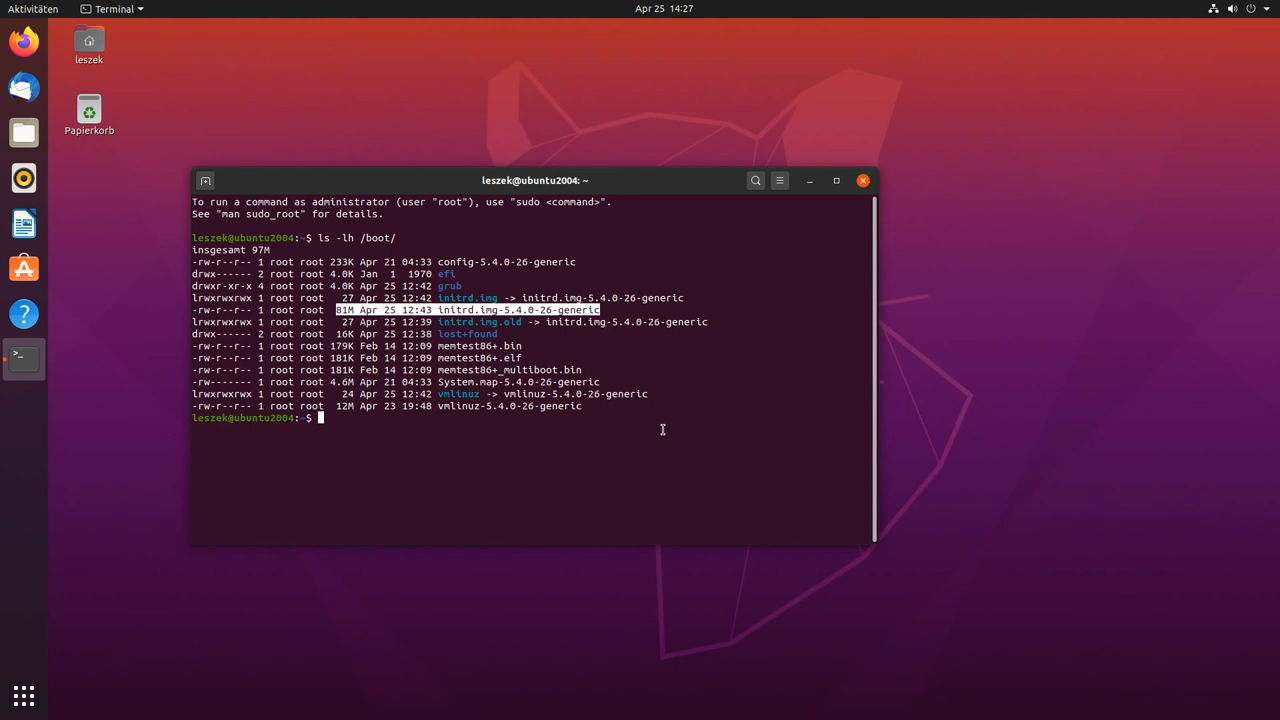 Aktivitäten Terminal Apr 25 14:27
leszek
Papierkorb
leszek@ubuntu2004: ~
To run a command as administrator (user "root"), use "sudo <command>".
See "man sudo_root" for details.
leszek@ubuntu2004:~$ ls -lh /boot/
insgesamt 97M
-rw-r--r-- 1 root root 233K Apr 21 04:33 config-5.4.0-26-generic
drwx------ 2 root root 4.0K Jan  1  1970 efi
drwxr-xr-x 4 root root 4.0K Apr 25 12:42 grub
lrwxrwxrwx 1 root root   27 Apr 25 12:42 initrd.img -> initrd.img-5.4.0-26-generic
-rw-r--r-- 1 root root  81M Apr 25 12:43 initrd.img-5.4.0-26-generic
lrwxrwxrwx 1 root root   27 Apr 25 12:39 initrd.img.old -> initrd.img-5.4.0-26-generic
drwx------ 2 root root  16K Apr 25 12:38 lost+found
-rw-r--r-- 1 root root 179K Feb 14 12:09 memtest86+.bin
-rw-r--r-- 1 root root 181K Feb 14 12:09 memtest86+.elf
-rw-r--r-- 1 root root 181K Feb 14 12:09 memtest86+_multiboot.bin
-rw------- 1 root root 4.6M Apr 21 04:33 System.map-5.4.0-26-generic
lrwxrwxrwx 1 root root   24 Apr 25 12:42 vmlinuz -> vmlinuz-5.4.0-26-generic
-rw-r--r-- 1 root root  12M Apr 23 19:48 vmlinuz-5.4.0-26-generic
leszek@ubuntu2004:~$